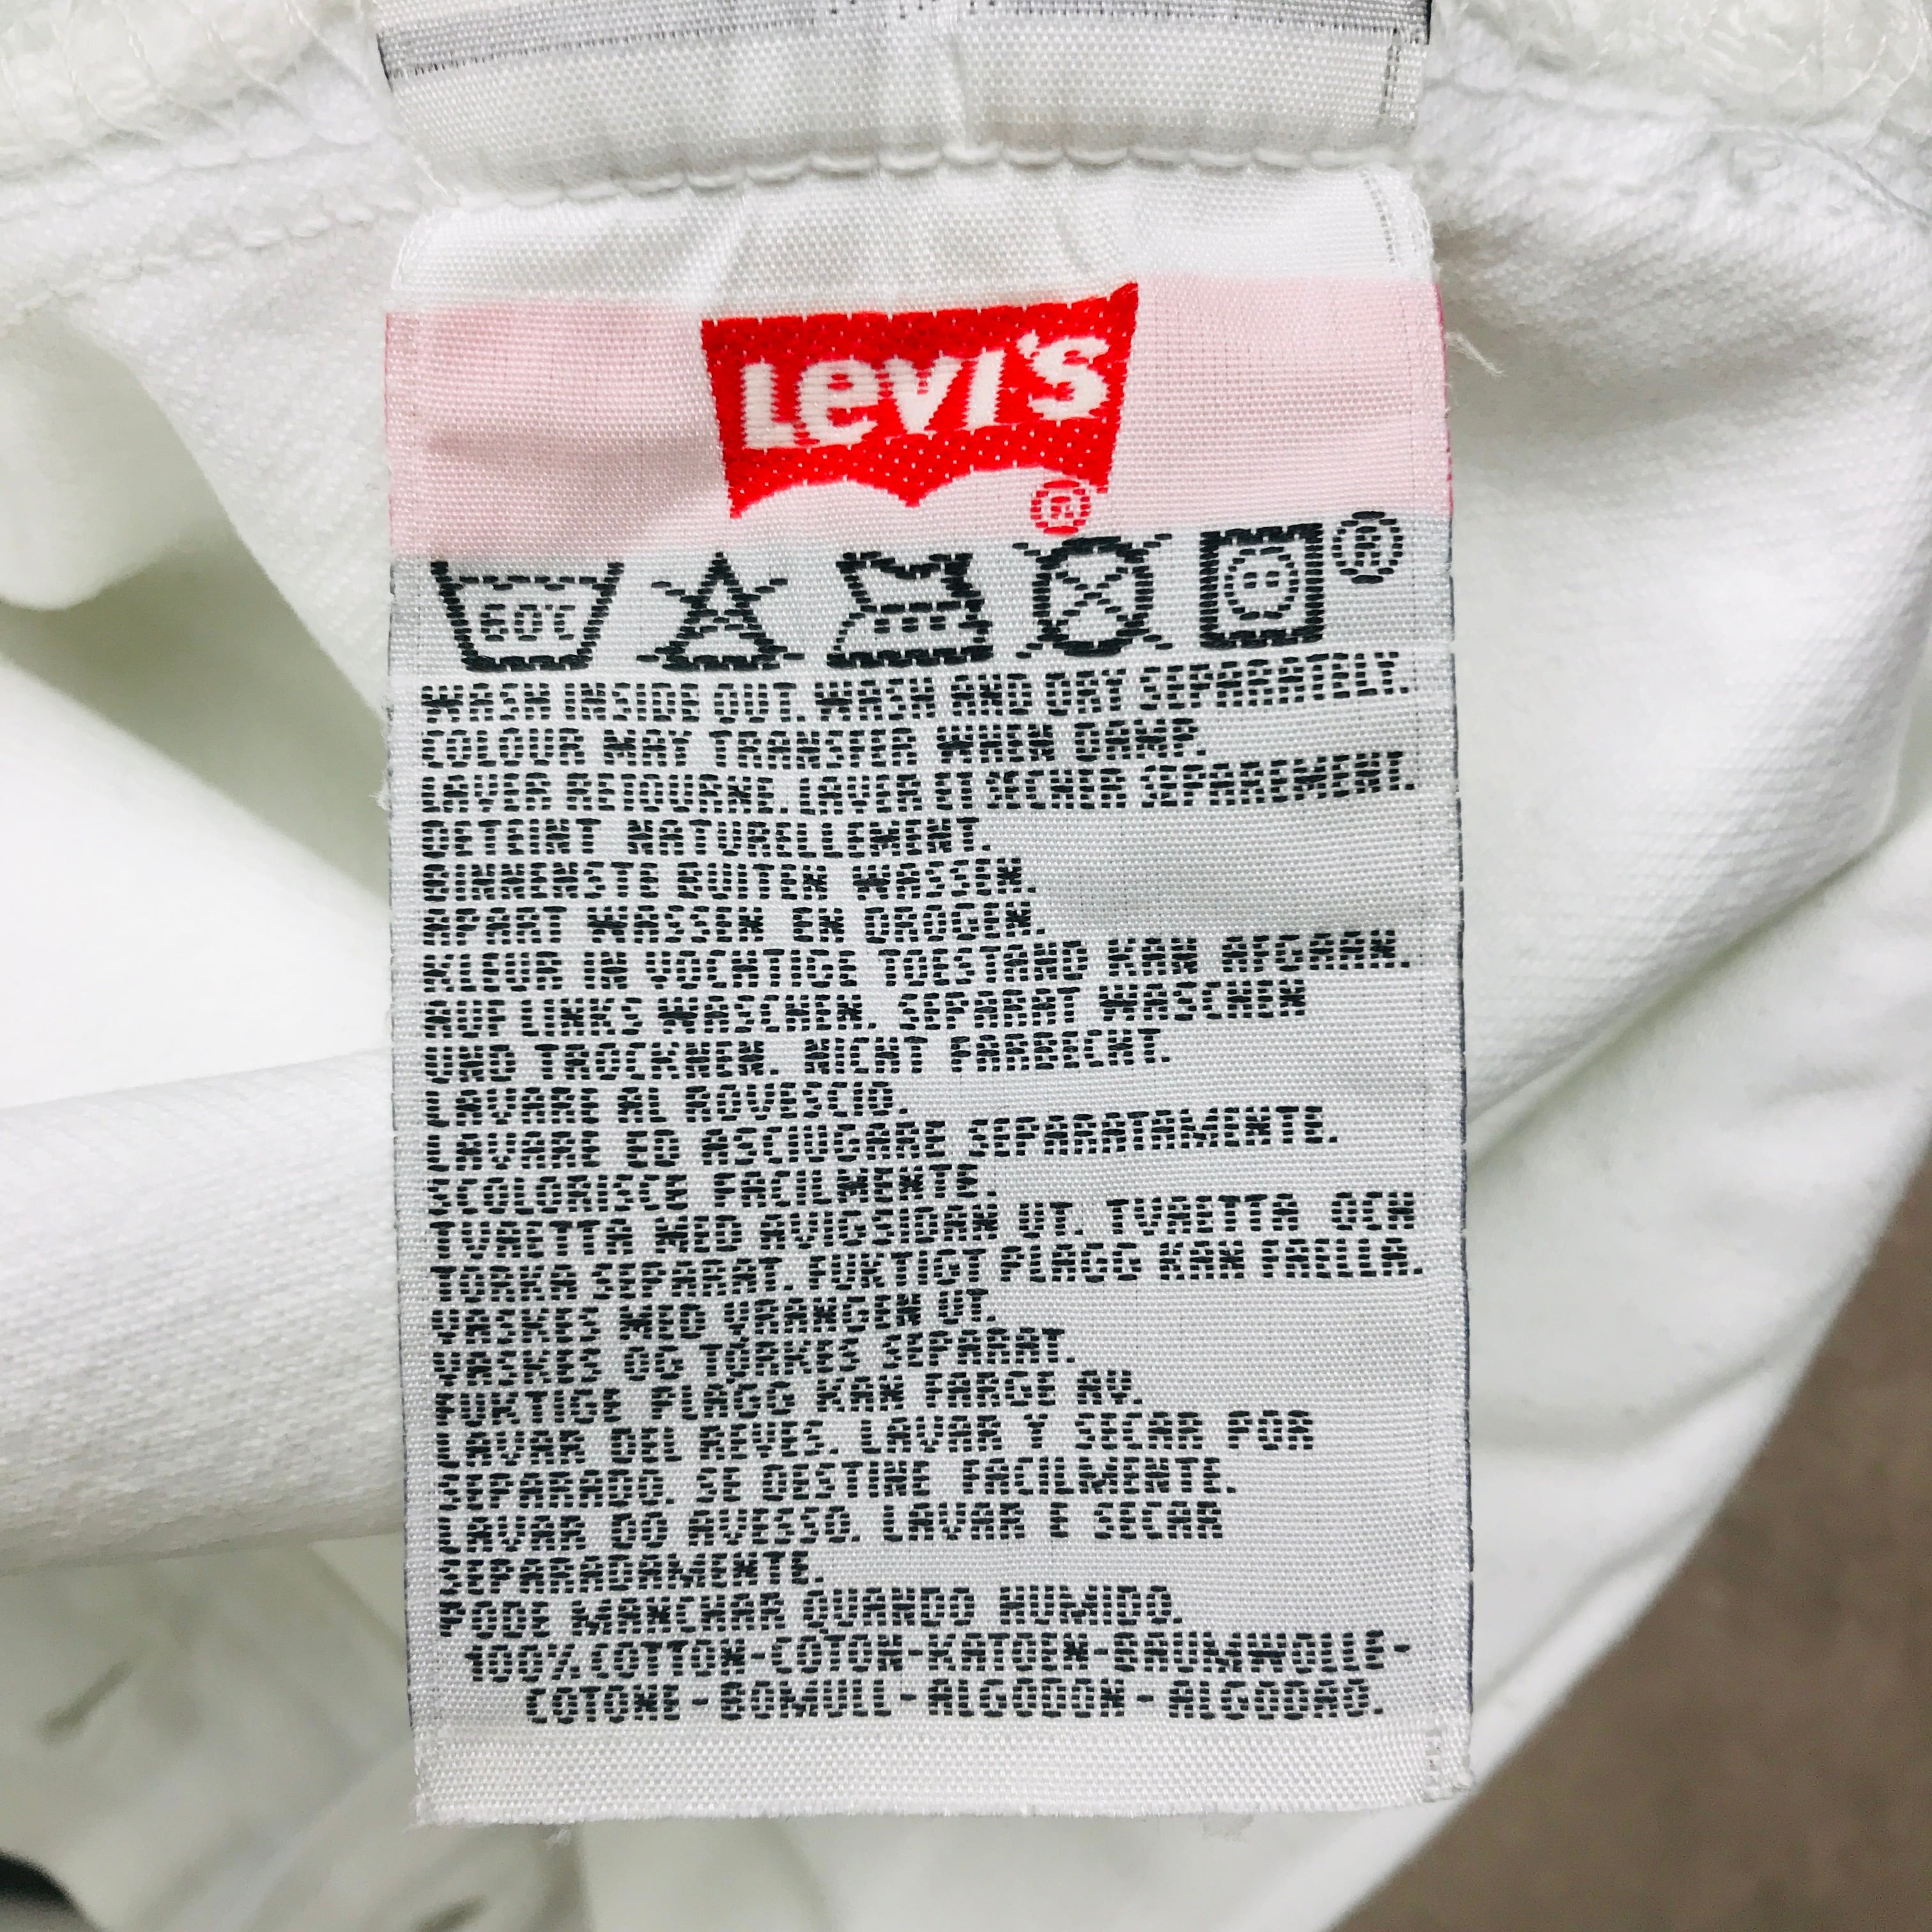 LEVI'S
®
60°C
®
WASH INSIDE OUT. WASH AND DRY SEPARATELY.
COLOUR MAY TRANSFER WHEN DAMP.
LAVER RETOURNE. LAVER ET SECHER SEPAREMENT.
DETEINT NATURELLEMENT.
BINNENSTE BUITEN WASSEN.
APART WASSEN EN DROGEN.
KLEUR IN VOCHTIGE TOESTAND KAN AFGAAN.
AUF LINKS WASCHEN. SEPARAT WASCHEN
UND TROCKNEN. NICHT FARBECHT.
LAVARE AL ROVESCIO.
LAVARE ED ASCIUGARE SEPARATAMENTE.
SCOLORISCE FACILMENTE.
TVAETTA MED AVIGSIDAN UT. TVAETTA OCH
TORKA SEPARAT. FUKTIGT PLAGG KAN FAELLA.
VASKES MED VRANGEN UT.
VASKES OG TORKES SEPARAT.
FUKTIGE PLAGG KAN FARGE AV.
LAVAR DEL REVES. LAVAR Y SECAR POR
SEPARADO. SE DESTINE FACILMENTE.
LAVAR DO AVESSO. LAVAR E SECAR
SEPARADAMENTE.
PODE MANCHAR QUANDO HUMIDO.
100% COTTON-COTON-KATOEN-BAUMWOLLE-
COTONE-BOMULL-ALGODON-ALGODAO.